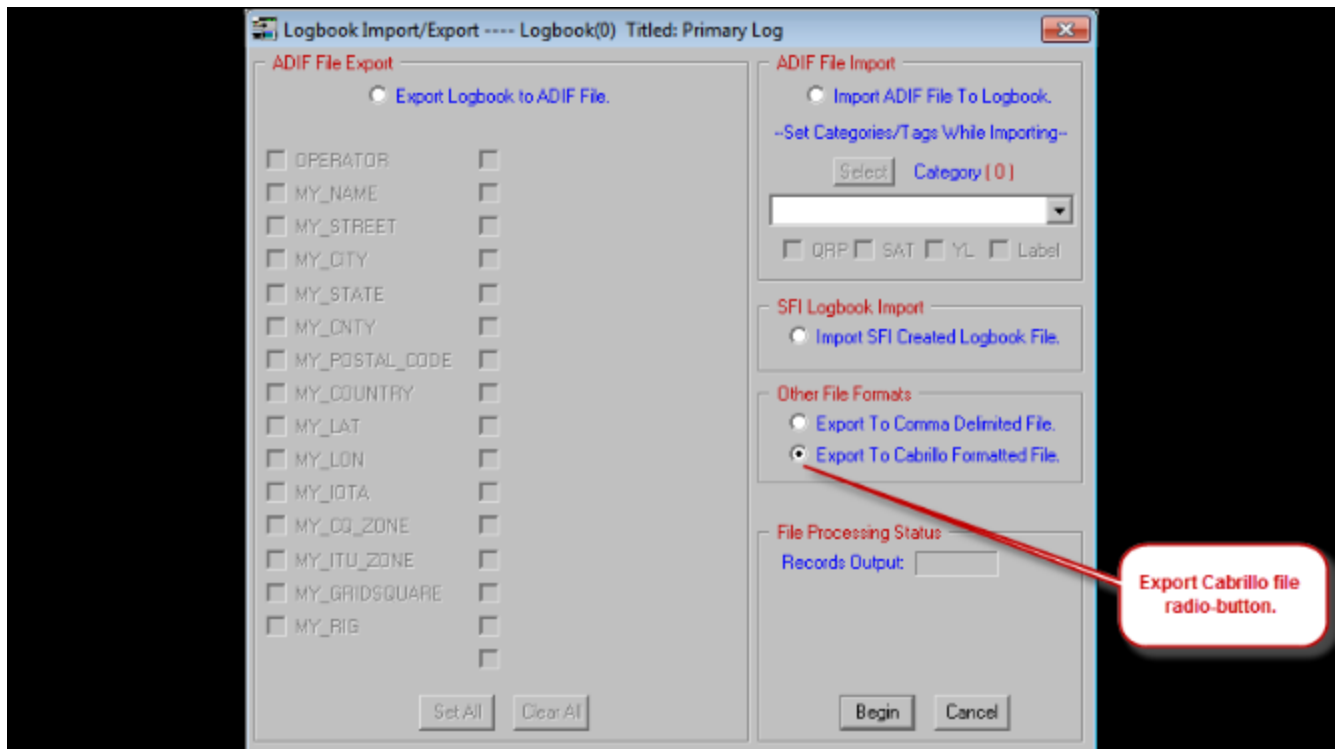 Logbook Import/Export ---- Logbook(0) Titled: Primary Log
ADIF File Export
Export Logbook to ADIF File.
OPERATOR
MY_NAME
MY_STREET
MY_CITY
MY_STATE
MY_CNTY
MY_POSTAL_CODE
MY_COUNTRY
MY_LAT
MY_LON
MY_IOTA
MY_CQ_ZONE
MY_ITU_ZONE
MY_GRIDSQUARE
MY_RIG
Set All Clear All
ADIF File Import
Import ADIF File To Logbook.
--Set Categories/Tags While Importing--
Select Category ( 0 )
QRP SAT YL Label
SFI Logbook Import
Import SFI Created Logbook File.
Other File Formats
Export To Comma Delimited File.
Export To Cabrillo Formatted File.
File Processing Status
Records Output:
Begin Cancel
Export Cabrillo file
radio-button.